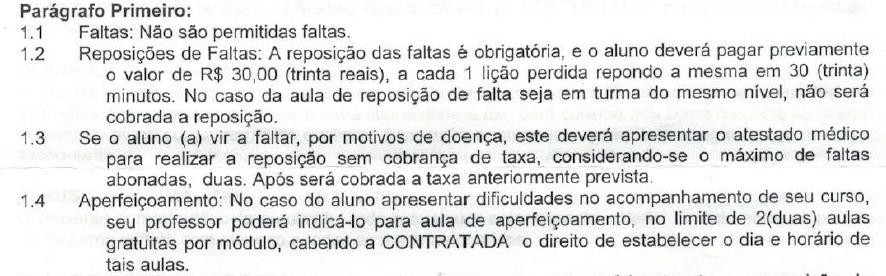 Parágrafo Primeiro:
1.1 Faltas: Não são permitidas faltas.
1.2 Reposições de Faltas: A reposição das faltas é obrigatória, e o aluno deverá pagar previamente
o valor de R$ 30,00 (trinta reais), a cada 1 lição perdida repondo a mesma em 30 (trinta)
minutos. No caso da aula de reposição de falta seja em turma do mesmo nível, não será
cobrada a reposição.
1.3 Se o aluno (a) vir a faltar, por motivos de doença, este deverá apresentar o atestado médico
para realizar a reposição sem cobrança de taxa, considerando-se o máximo de faltas
abonadas, duas. Após será cobrada a taxa anteriormente prevista.
1.4 Aperfeiçoamento: No caso do aluno apresentar dificuldades no acompanhamento de seu curso,
seu professor poderá indicá-lo para aula de aperfeiçoamento, no limite de 2(duas) aulas
gratuitas por módulo, cabendo a CONTRATADA o direito de estabelecer o dia e horário de
tais aulas.